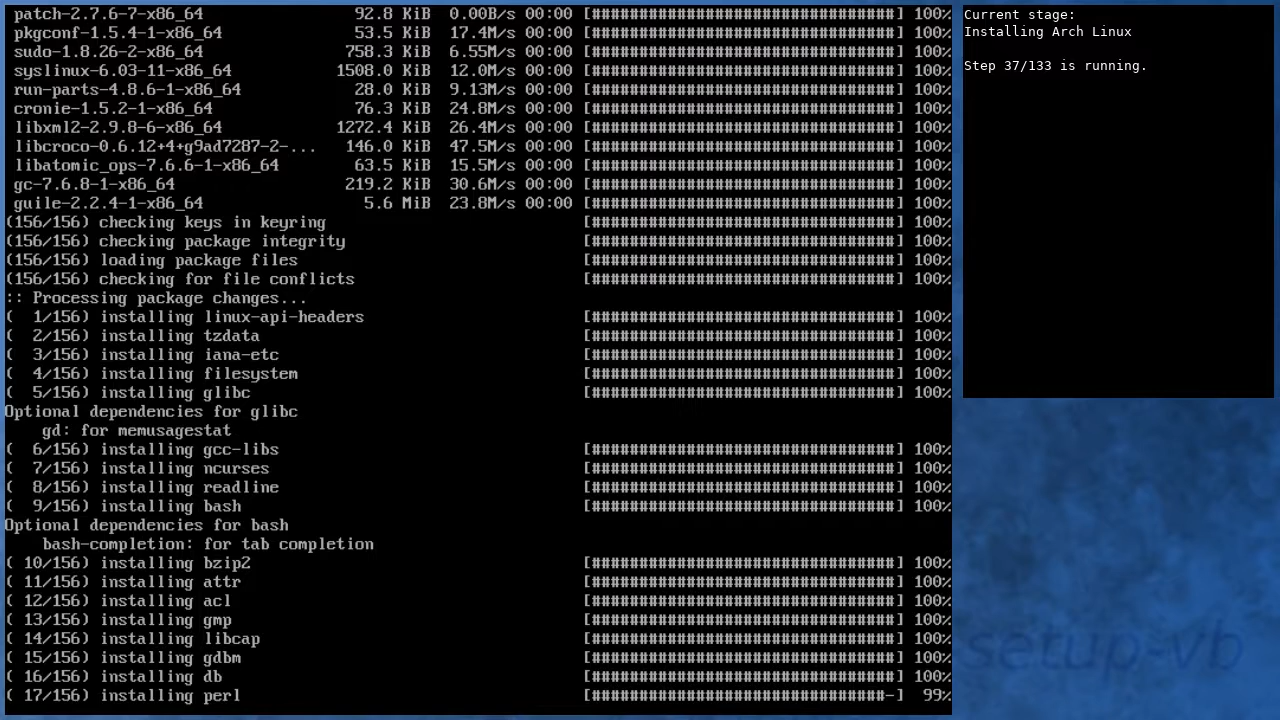 patch-2.7.6-7-x86_64 92.8 KiB 0.00B/s 00:00 [################################] 100%
pkgconf-1.5.4-1-x86_64 53.5 KiB 17.4M/s 00:00 [################################] 100%
sudo-1.8.26-2-x86_64 758.3 KiB 6.55M/s 00:00 [################################] 100%
syslinux-6.03-11-x86_64 1508.0 KiB 12.0M/s 00:00 [################################] 100%
run-parts-4.8.6-1-x86_64 28.0 KiB 9.13M/s 00:00 [################################] 100%
cronie-1.5.2-1-x86_64 76.3 KiB 24.8M/s 00:00 [################################] 100%
libxml2-2.9.8-6-x86_64 1272.4 KiB 26.4M/s 00:00 [################################] 100%
libcroco-0.6.12+4+g9ad7287-2-... 146.0 KiB 47.5M/s 00:00 [################################] 100%
libatomic_ops-7.6.6-1-x86_64 63.5 KiB 15.5M/s 00:00 [################################] 100%
gc-7.6.8-1-x86_64 219.2 KiB 30.6M/s 00:00 [################################] 100%
guile-2.2.4-1-x86_64 5.6 MiB 23.8M/s 00:00 [################################] 100%
(156/156) checking keys in keyring [################################] 100%
(156/156) checking package integrity [################################] 100%
(156/156) loading package files [################################] 100%
(156/156) checking for file conflicts [################################] 100%
:: Processing package changes...
( 1/156) installing linux-api-headers [################################] 100%
( 2/156) installing tzdata [################################] 100%
( 3/156) installing iana-etc [################################] 100%
( 4/156) installing filesystem [################################] 100%
( 5/156) installing glibc [################################] 100%
Optional dependencies for glibc
gd: for memusagestat
( 6/156) installing gcc-libs [################################] 100%
( 7/156) installing ncurses [################################] 100%
( 8/156) installing readline [################################] 100%
( 9/156) installing bash [################################] 100%
Optional dependencies for bash
bash-completion: for tab completion
( 10/156) installing bzip2 [################################] 100%
( 11/156) installing attr [################################] 100%
( 12/156) installing acl [################################] 100%
( 13/156) installing gmp [################################] 100%
( 14/156) installing libcap [################################] 100%
( 15/156) installing gdbm [################################] 100%
( 16/156) installing db [################################] 100%
( 17/156) installing perl [###############################-] 99%
Current stage:
Installing Arch Linux
Step 37/133 is running.
setup-vb